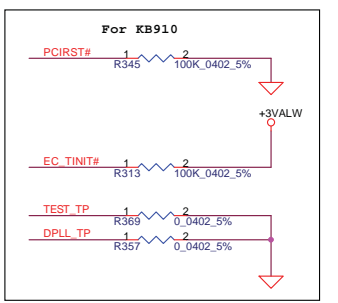 For KB910
PCIRST# 1 2
R345 100K_0402_5%
+3VALW
EC_TINIT# 1 2
R313 100K_0402_5%
TEST_TP 1 2
R369 0_0402_5%
DPLL_TP 1 2
R357 0_0402_5%